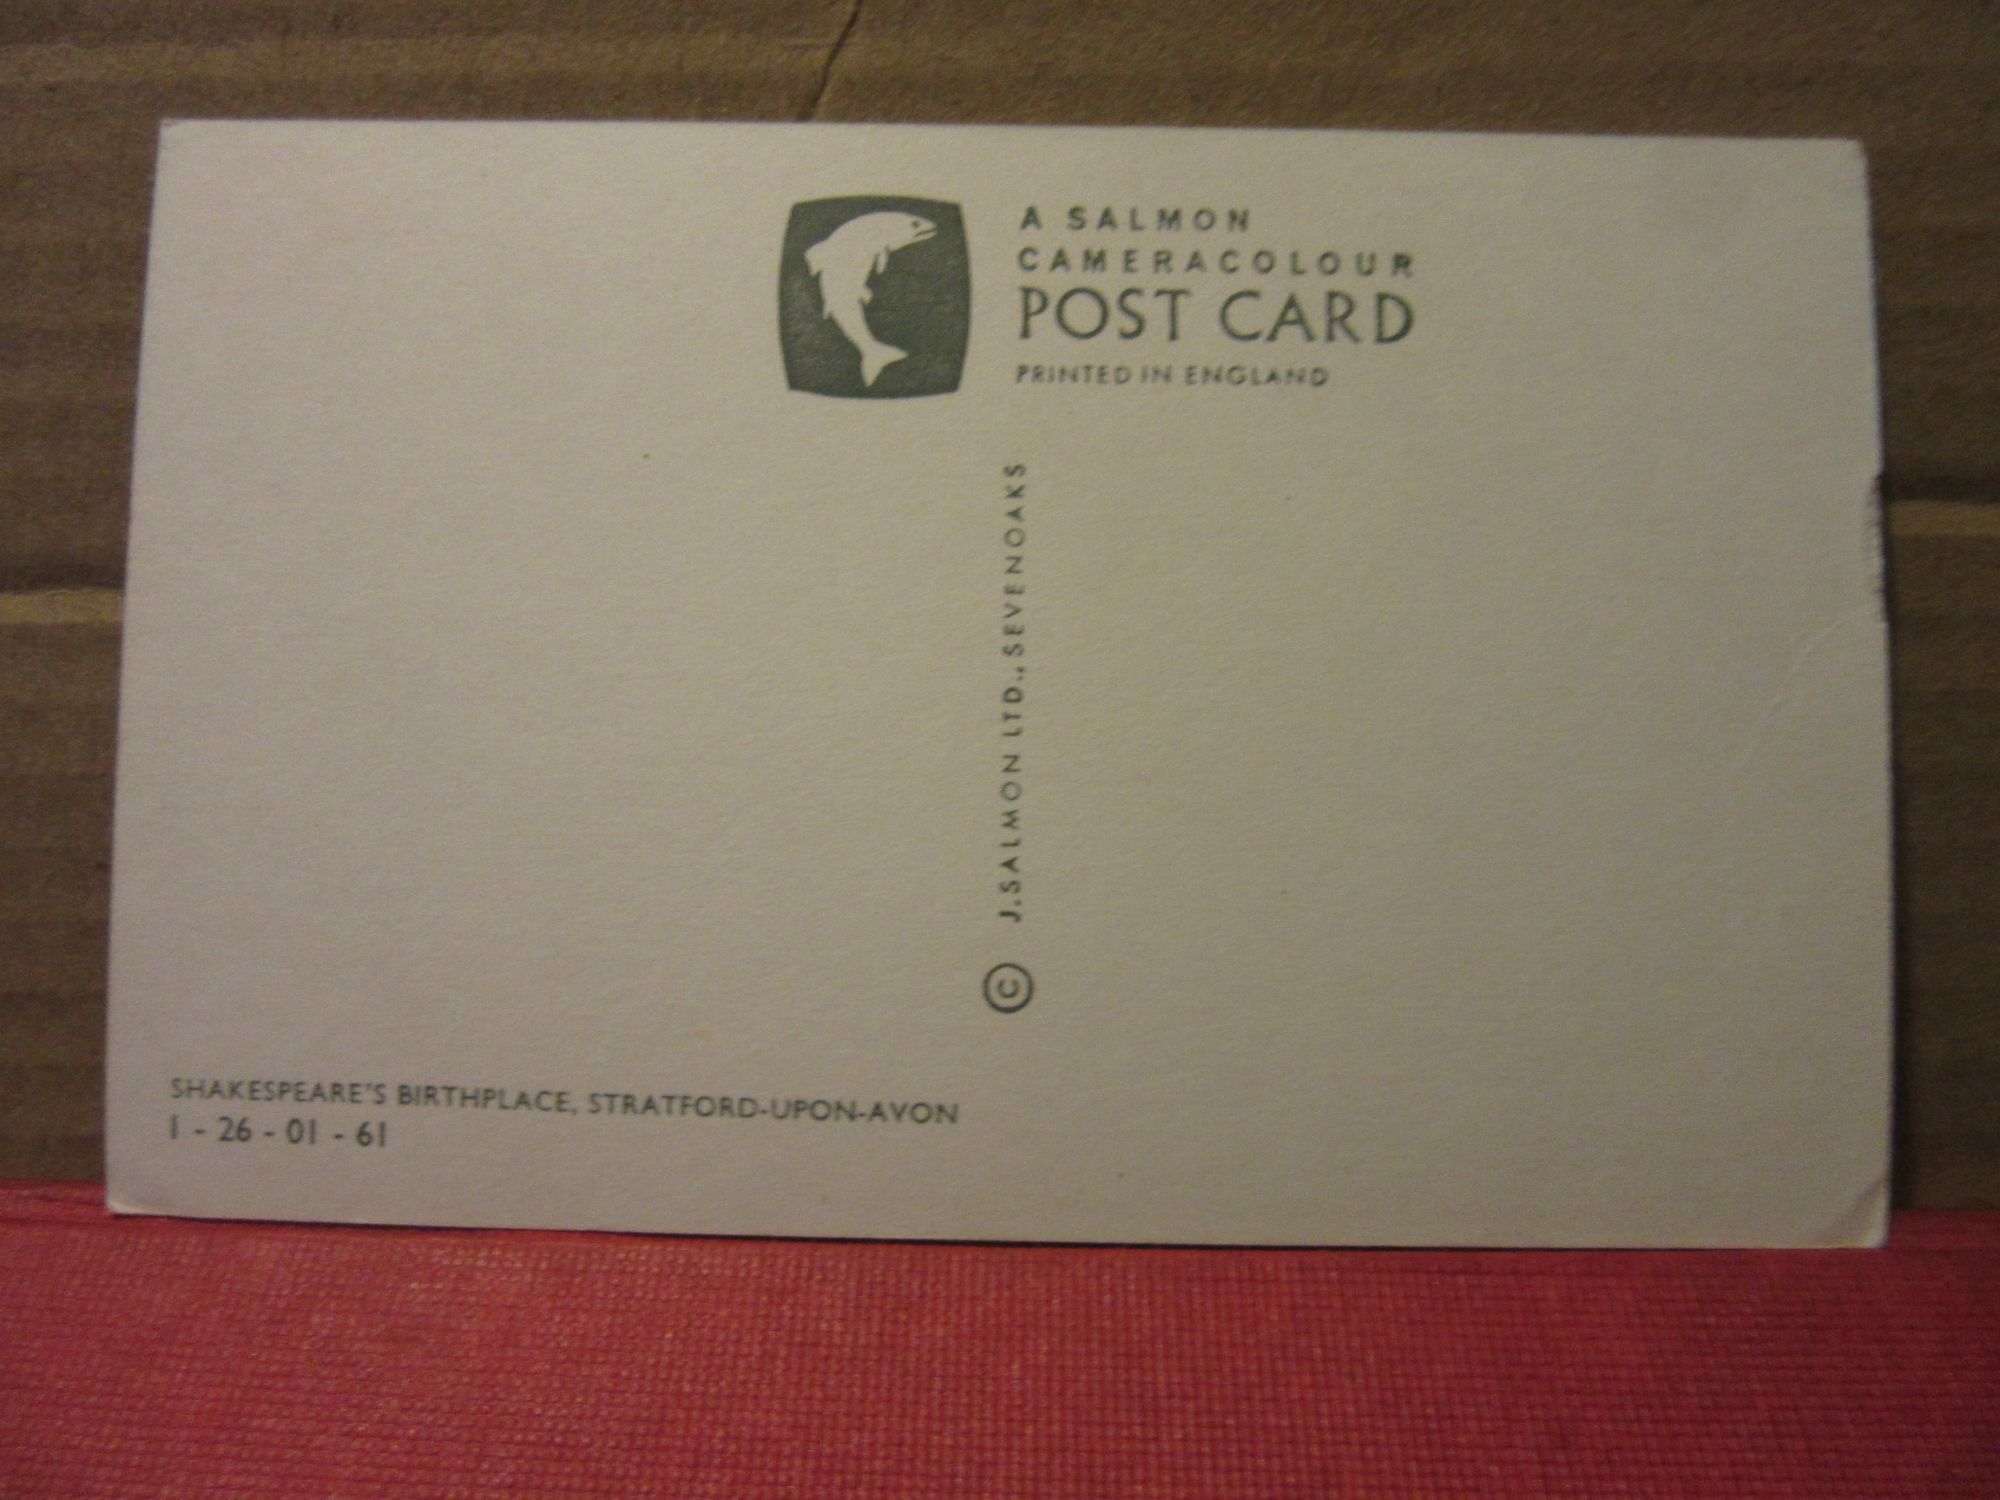 A SALMON
CAMERACOLOUR
POST CARD
PRINTED IN ENGLAND
© J. SALMON LTD., SEVENOAKS
SHAKESPEARE'S BIRTHPLACE, STRATFORD-UPON-AVON
1 - 26 - 01 - 61